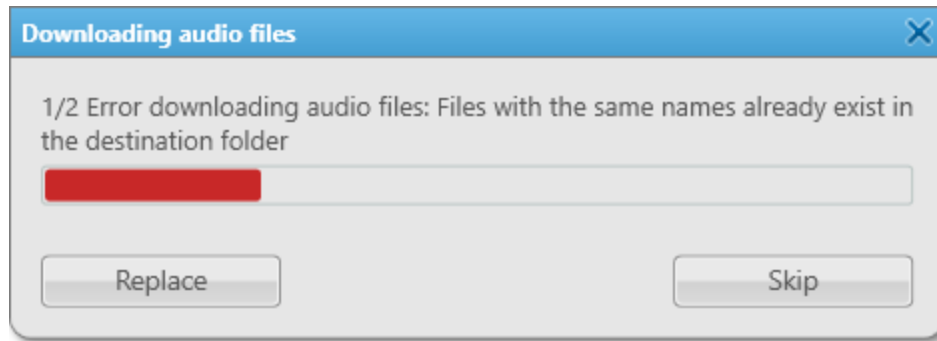 Downloading audio files
1/2 Error downloading audio files: Files with the same names already exist in
the destination folder
Replace
Skip